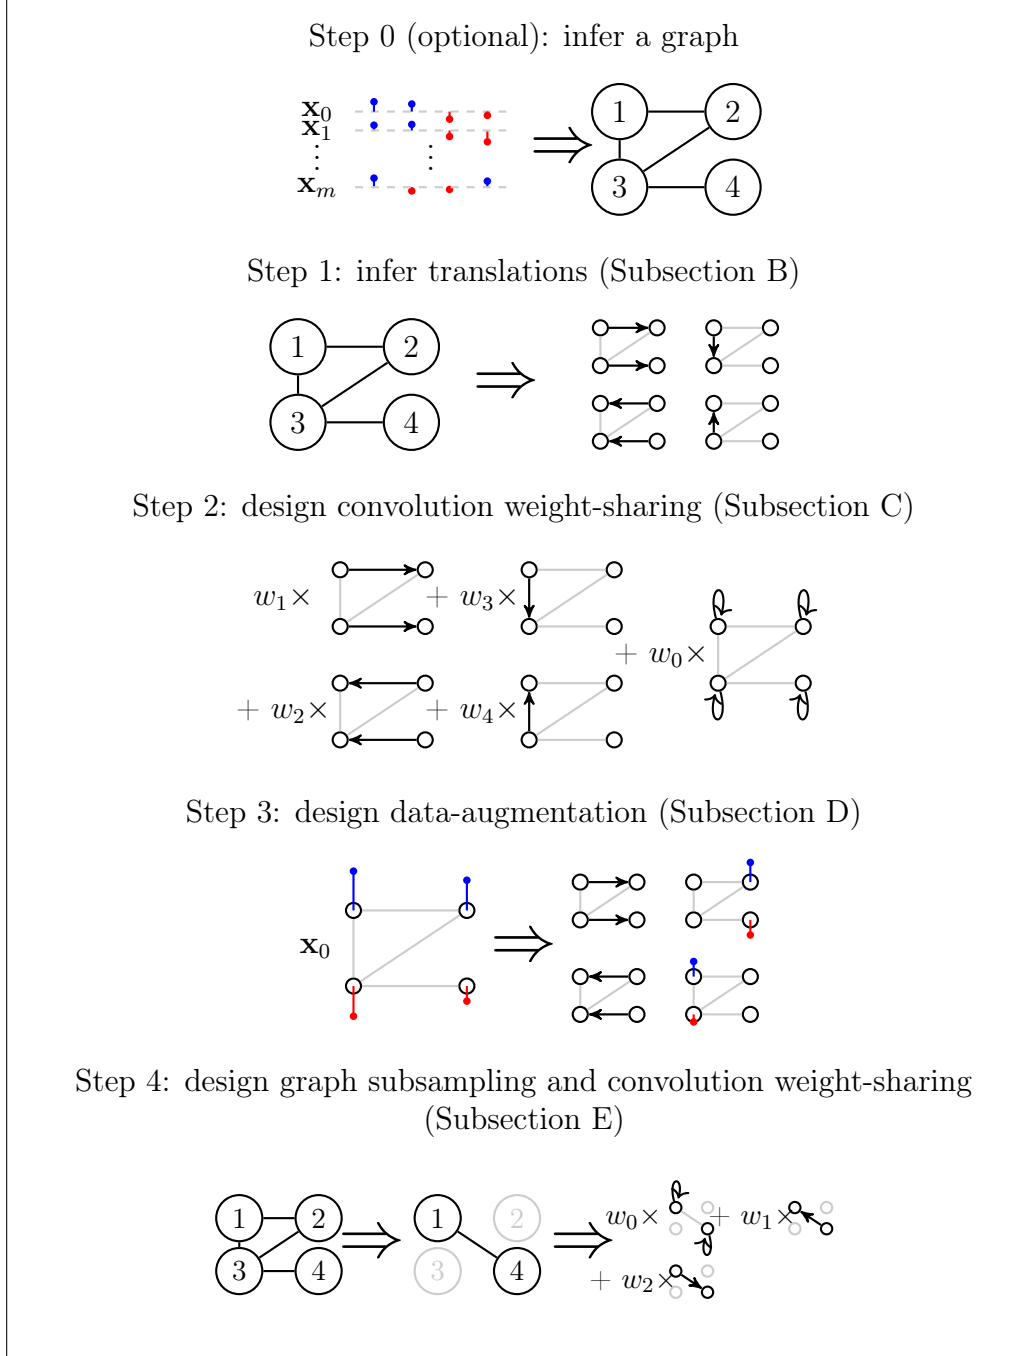 Step 0 (optional): infer a graph
x₀
x₁
⋮ ⋮
xₘ
⇒
1 2
3 4
Step 1: infer translations (Subsection B)
1 2
3 4
⇒
Step 2: design convolution weight-sharing (Subsection C)
w₁× + w₃×
+ w₀×
+ w₂× + w₄×
Step 3: design data-augmentation (Subsection D)
x₀ ⇒
Step 4: design graph subsampling and convolution weight-sharing
(Subsection E)
1 2 ⇒ 1 2 ⇒ w₀× + w₁×
3 4 3 4 + w₂×